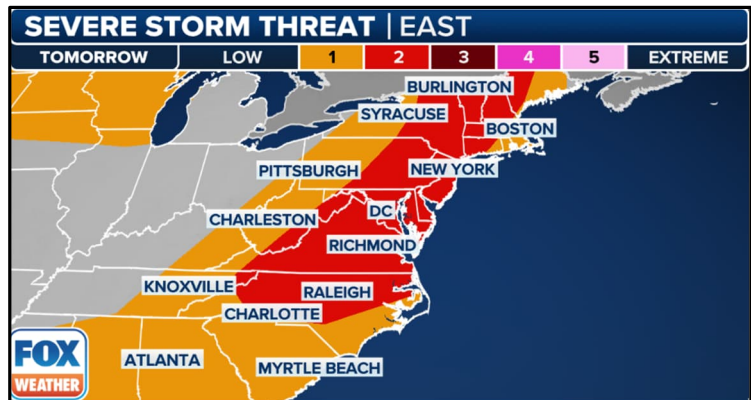 SEVERE STORM THREAT | EAST
TOMORROW LOW 1 2 3 4 5 EXTREME
BURLINGTON
SYRACUSE
BOSTON
PITTSBURGH
NEW YORK
CHARLESTON
DC
RICHMOND
KNOXVILLE
RALEIGH
CHARLOTTE
ATLANTA
MYRTLE BEACH
FOX
WEATHER